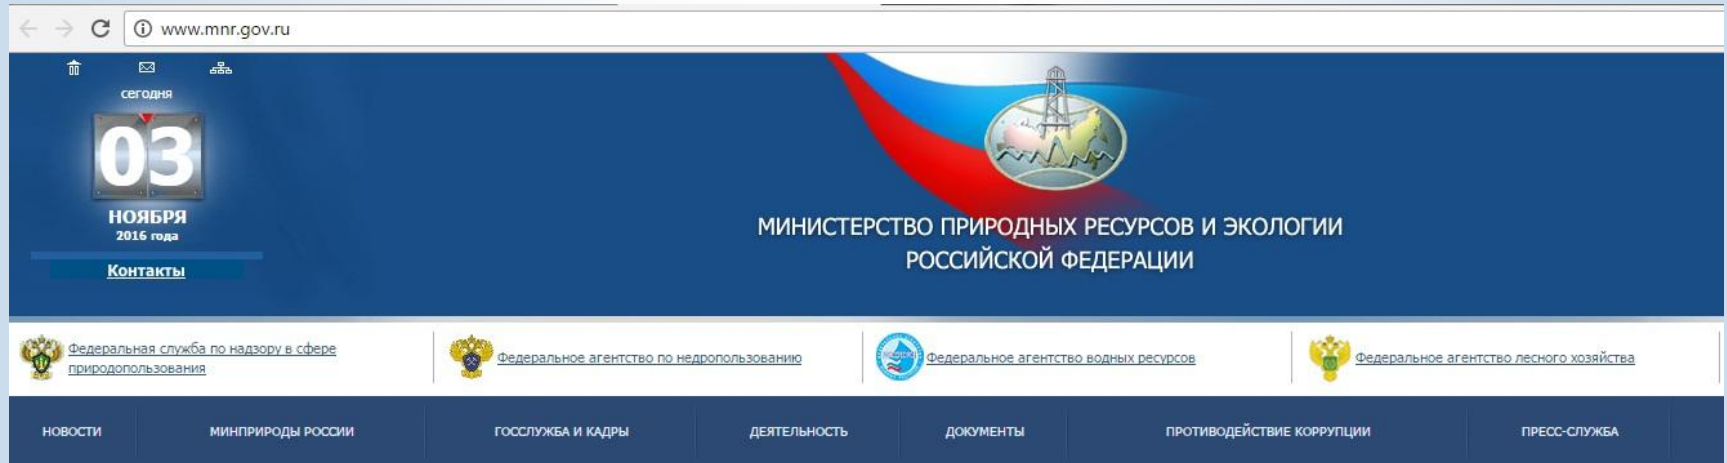 www.mnr.gov.ru
сегодня
03
НОЯБРЯ
2016 года
Контакты
МИНИСТЕРСТВО ПРИРОДНЫХ РЕСУРСОВ И ЭКОЛОГИИ
РОССИЙСКОЙ ФЕДЕРАЦИИ
Федеральная служба по надзору в сфере
природопользования
Федеральное агентство по недропользованию
Федеральное агентство водных ресурсов
Федеральное агентство лесного хозяйства
НОВОСТИ
МИНПРИРОДЫ РОССИИ
ГОССЛУЖБА И КАДРЫ
ДЕЯТЕЛЬНОСТЬ
ДОКУМЕНТЫ
ПРОТИВОДЕЙСТВИЕ КОРРУПЦИИ
ПРЕСС-СЛУЖБА